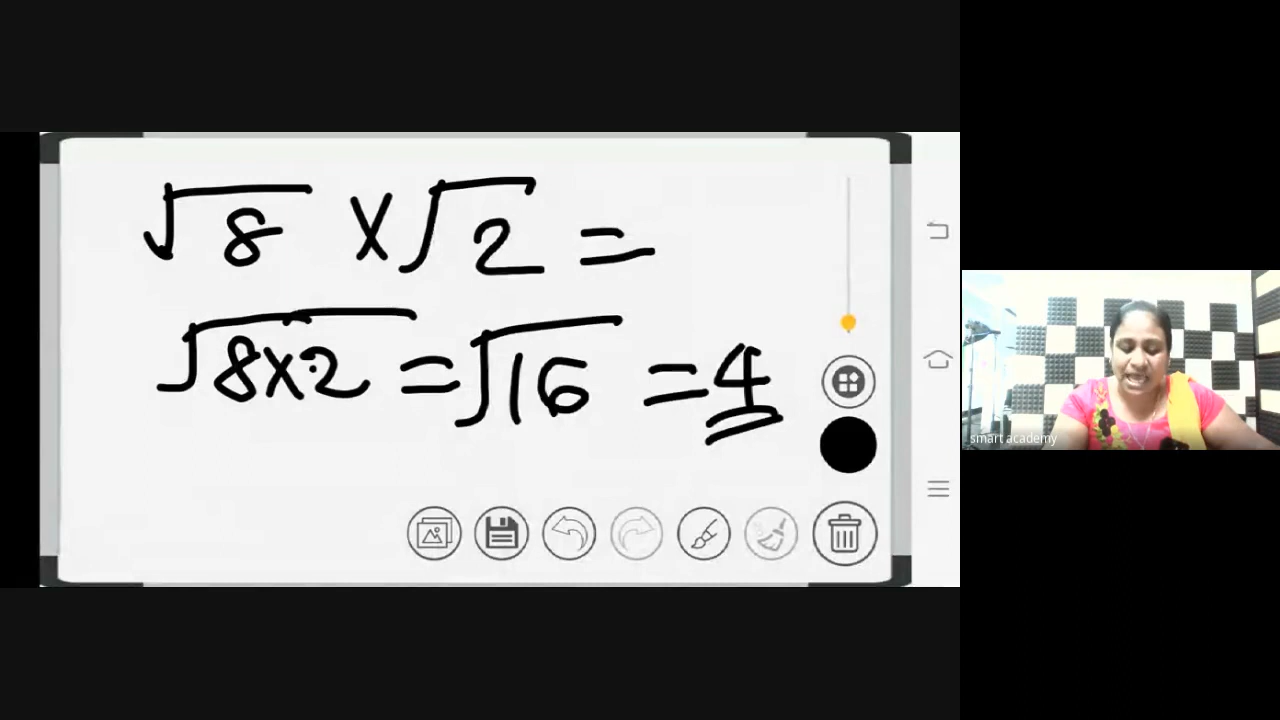 √8 X √2 =
√8x2 = √16 = 4
smart academy